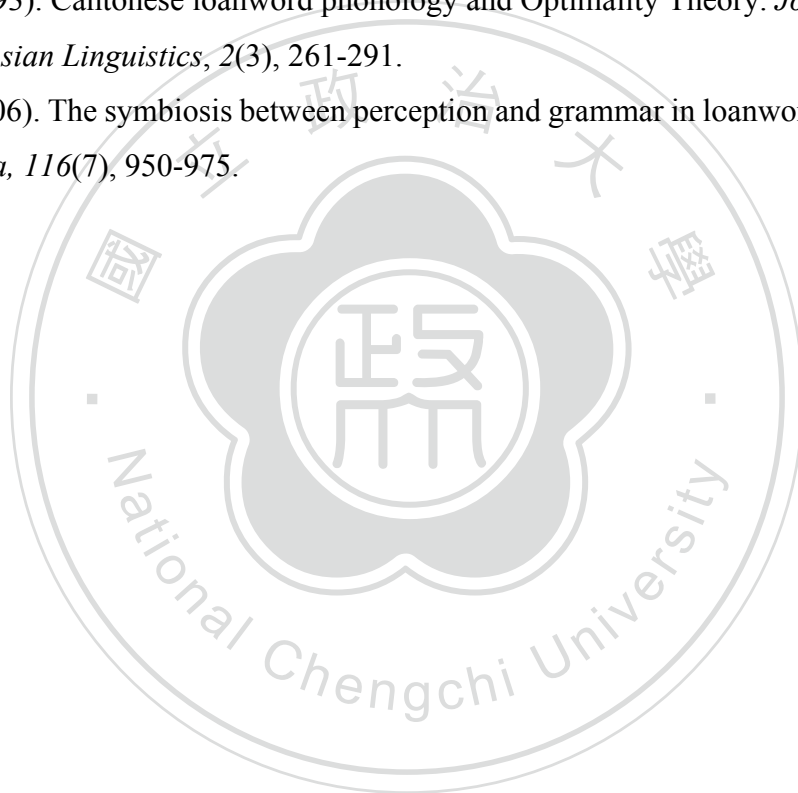 93). Cantonese loanword phonology and Optimality Theory. Jo
sian Linguistics, 2(3), 261-291.
06). The symbiosis between perception and grammar in loanwo
a, 116(7), 950-975.
國立政治大學
政
National Chengchi University